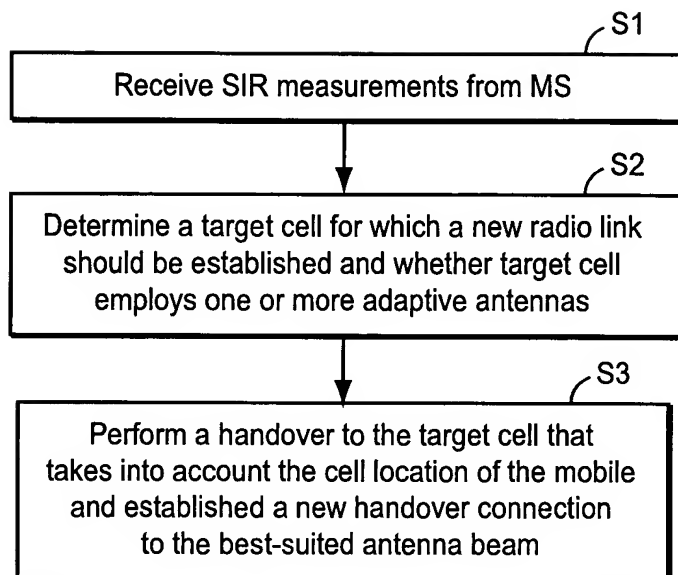 S1
Receive SIR measurements from MS
S2
Determine a target cell for which a new radio link
should be established and whether target cell
employs one or more adaptive antennas
S3
Perform a handover to the target cell that
takes into account the cell location of the mobile
and established a new handover connection
to the best-suited antenna beam